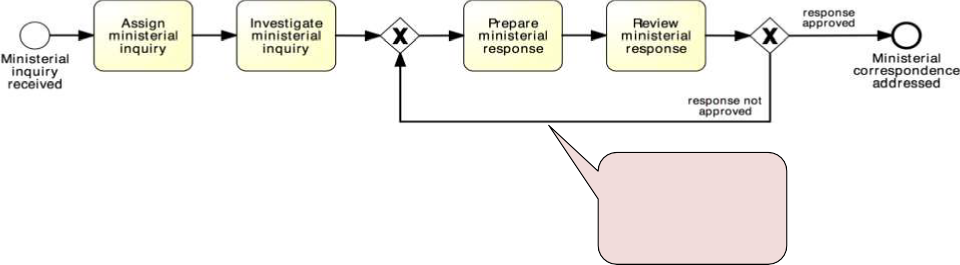 Ministerial
inquiry
received
Assign
ministerial
inquiry
Investigate
ministerial
inquiry
X
Prepare
ministerial
response
Review
ministerial
response
X
response
approved
response not
approved
Ministerial
correspondence
addressed